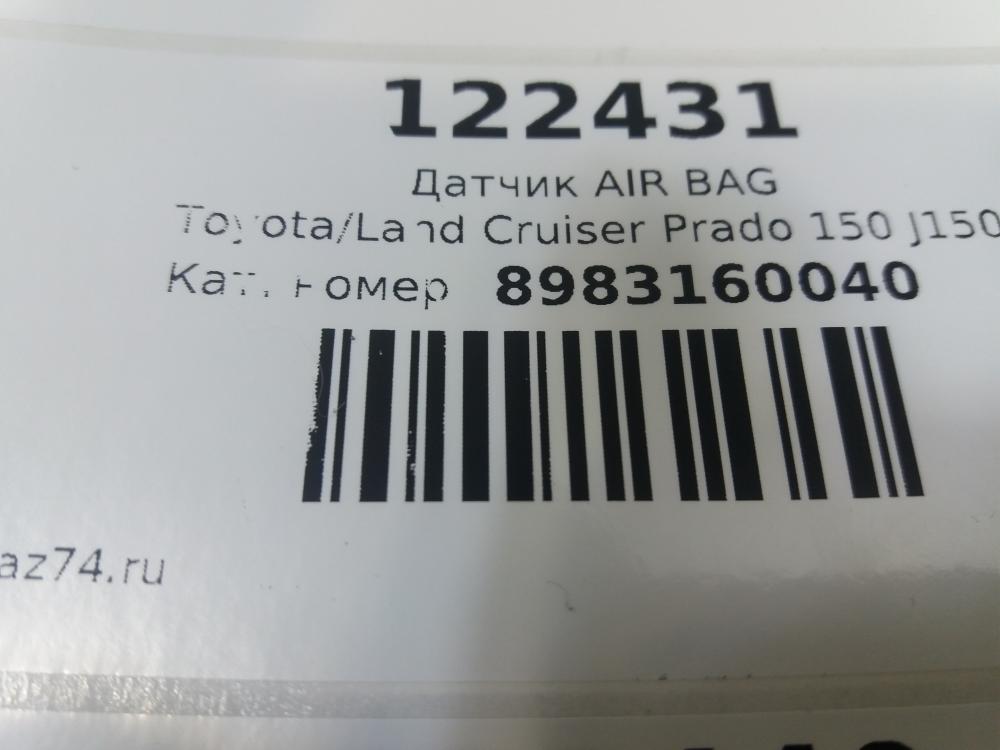 122431
Датчик AIR BAG
Toyota/Land Cruiser Prado 150 J150
Кат. номер 8983160040
az74.ru